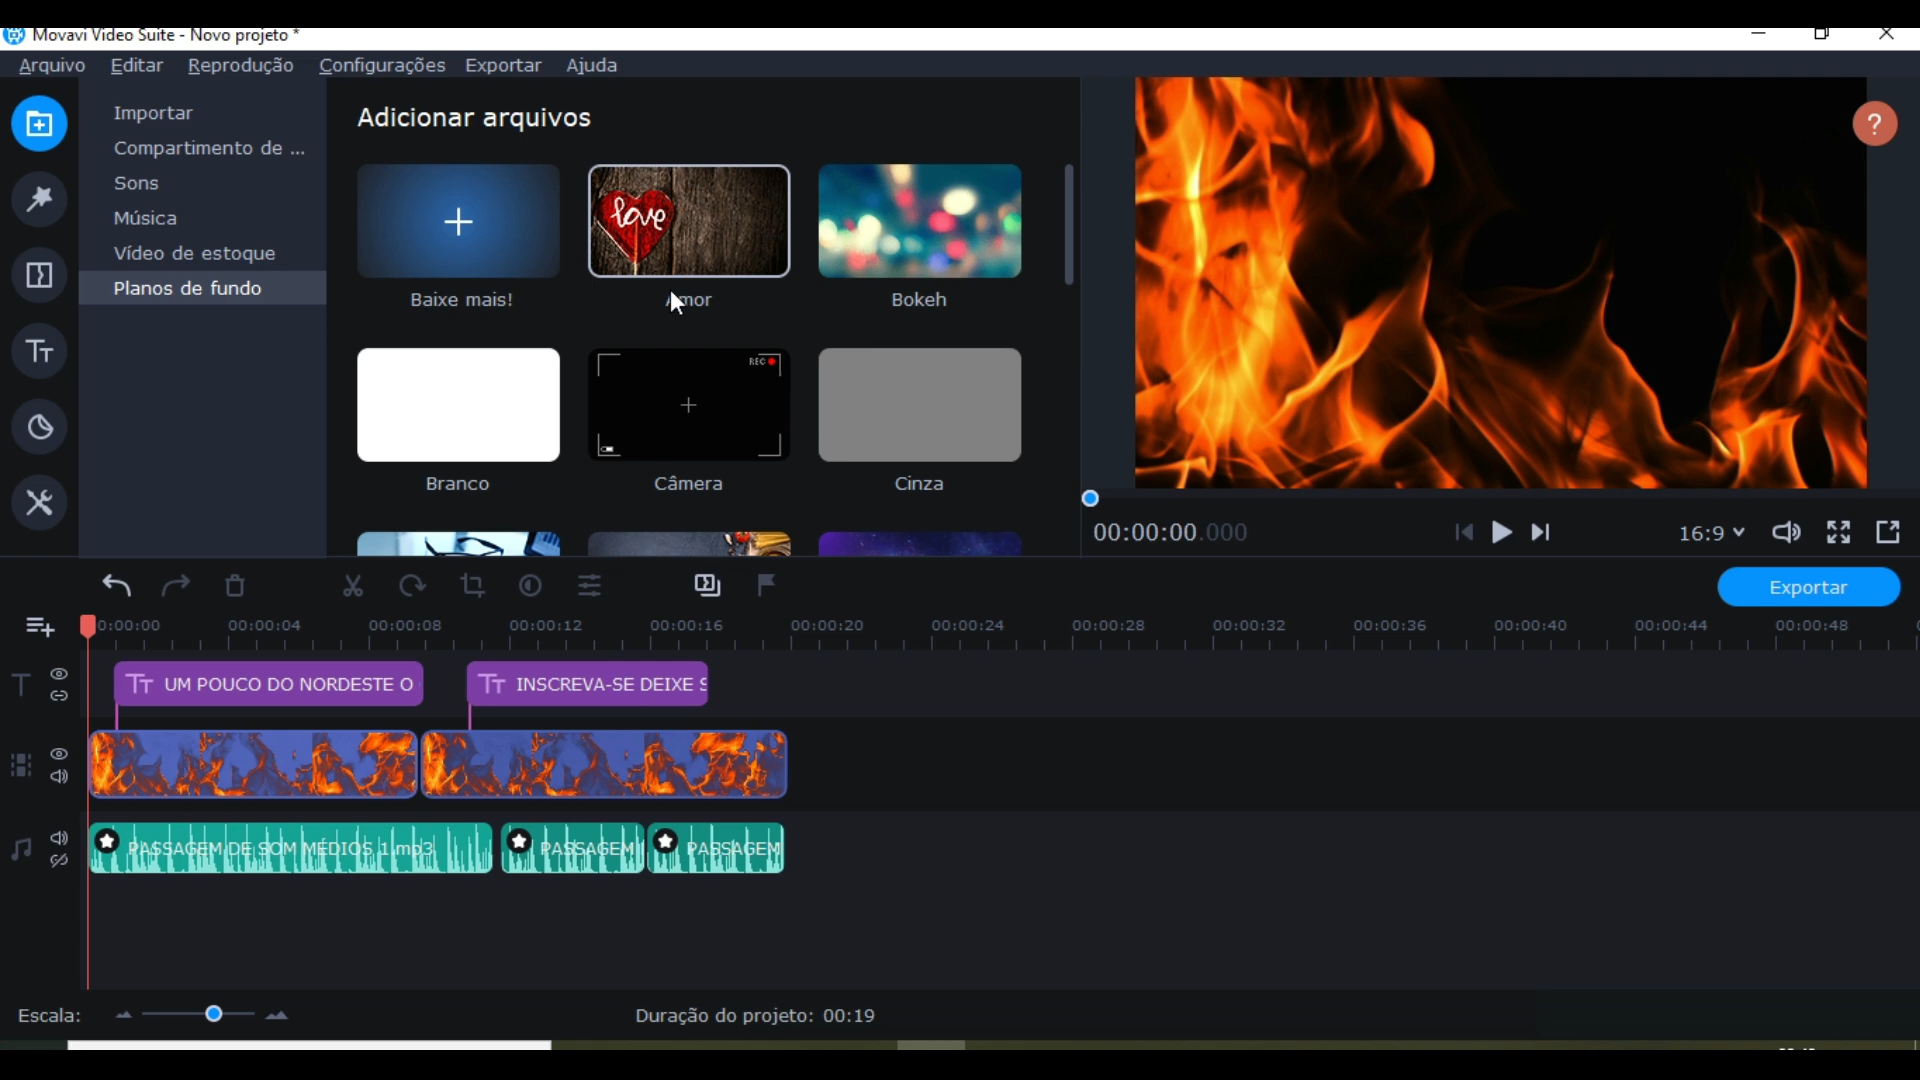 Movavi Video Suite - Novo projeto *
Arquivo Editar Reprodução Configurações Exportar Ajuda
Importar
Compartimento de ...
Sons
Música
Vídeo de estoque
Planos de fundo
Adicionar arquivos
love
Baixe mais!
Amor
Bokeh
REC
Branco
Câmera
Cinza
?
00:00:00.000
16:9
Exportar
0:00:00 00:00:04 00:00:08 00:00:12 00:00:16 00:00:20 00:00:24 00:00:28 00:00:32 00:00:36 00:00:40 00:00:44 00:00:48
UM POUCO DO NORDESTE O
INSCREVA-SE DEIXE S
PASSAGEM DE SOM MÉDIOS 1.mp3
PASSAGEM
PASSAGEM
Escala:
Duração do projeto: 00:19